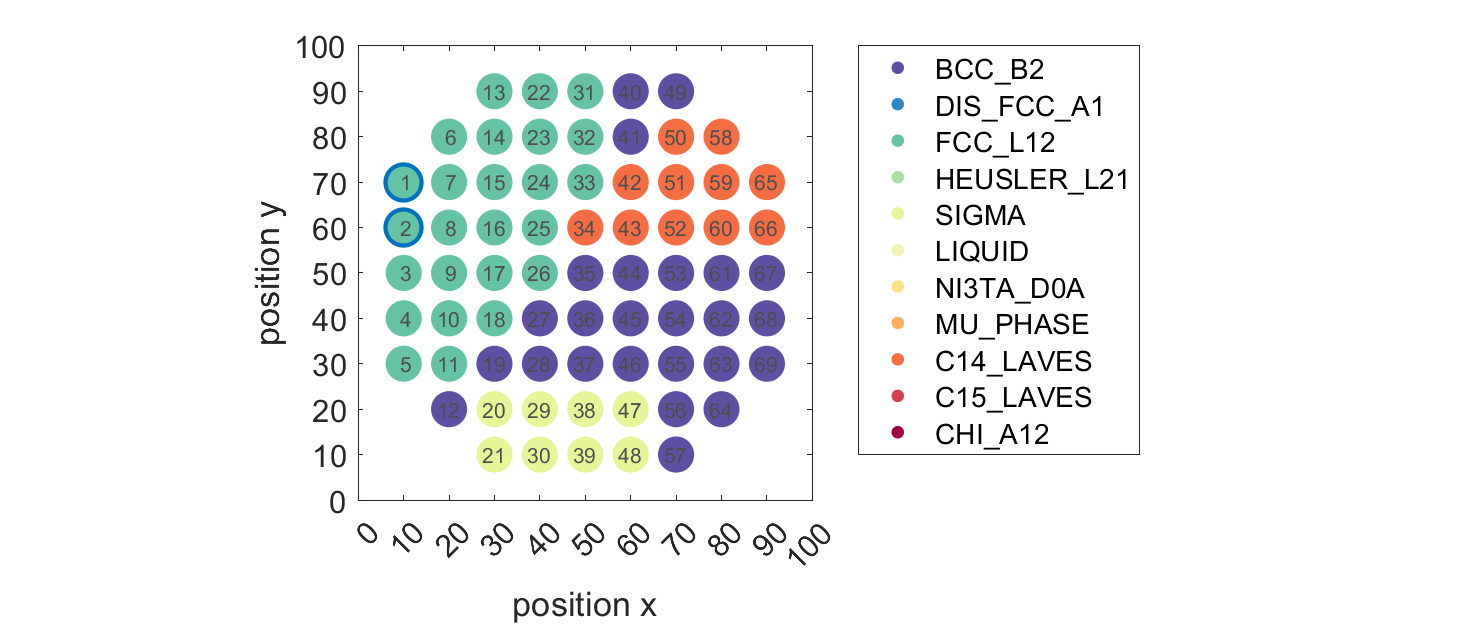 100
90 13 22 31 40 49
80 6 14 23 32 41 50 58
70 1 7 15 24 33 42 51 59 65
60 2 8 16 25 34 43 52 60 66
50 3 9 17 26 35 44 53 61 67
40 4 10 18 27 36 45 54 62 68
30 5 11 19 28 37 46 55 63 69
20 12 20 29 38 47 56 64
10 21 30 39 48 57
0
position y
0 10 20 30 40 50 60 70 80 90 100
position x
BCC_B2
DIS_FCC_A1
FCC_L12
HEUSLER_L21
SIGMA
LIQUID
NI3TA_D0A
MU_PHASE
C14_LAVES
C15_LAVES
CHI_A12